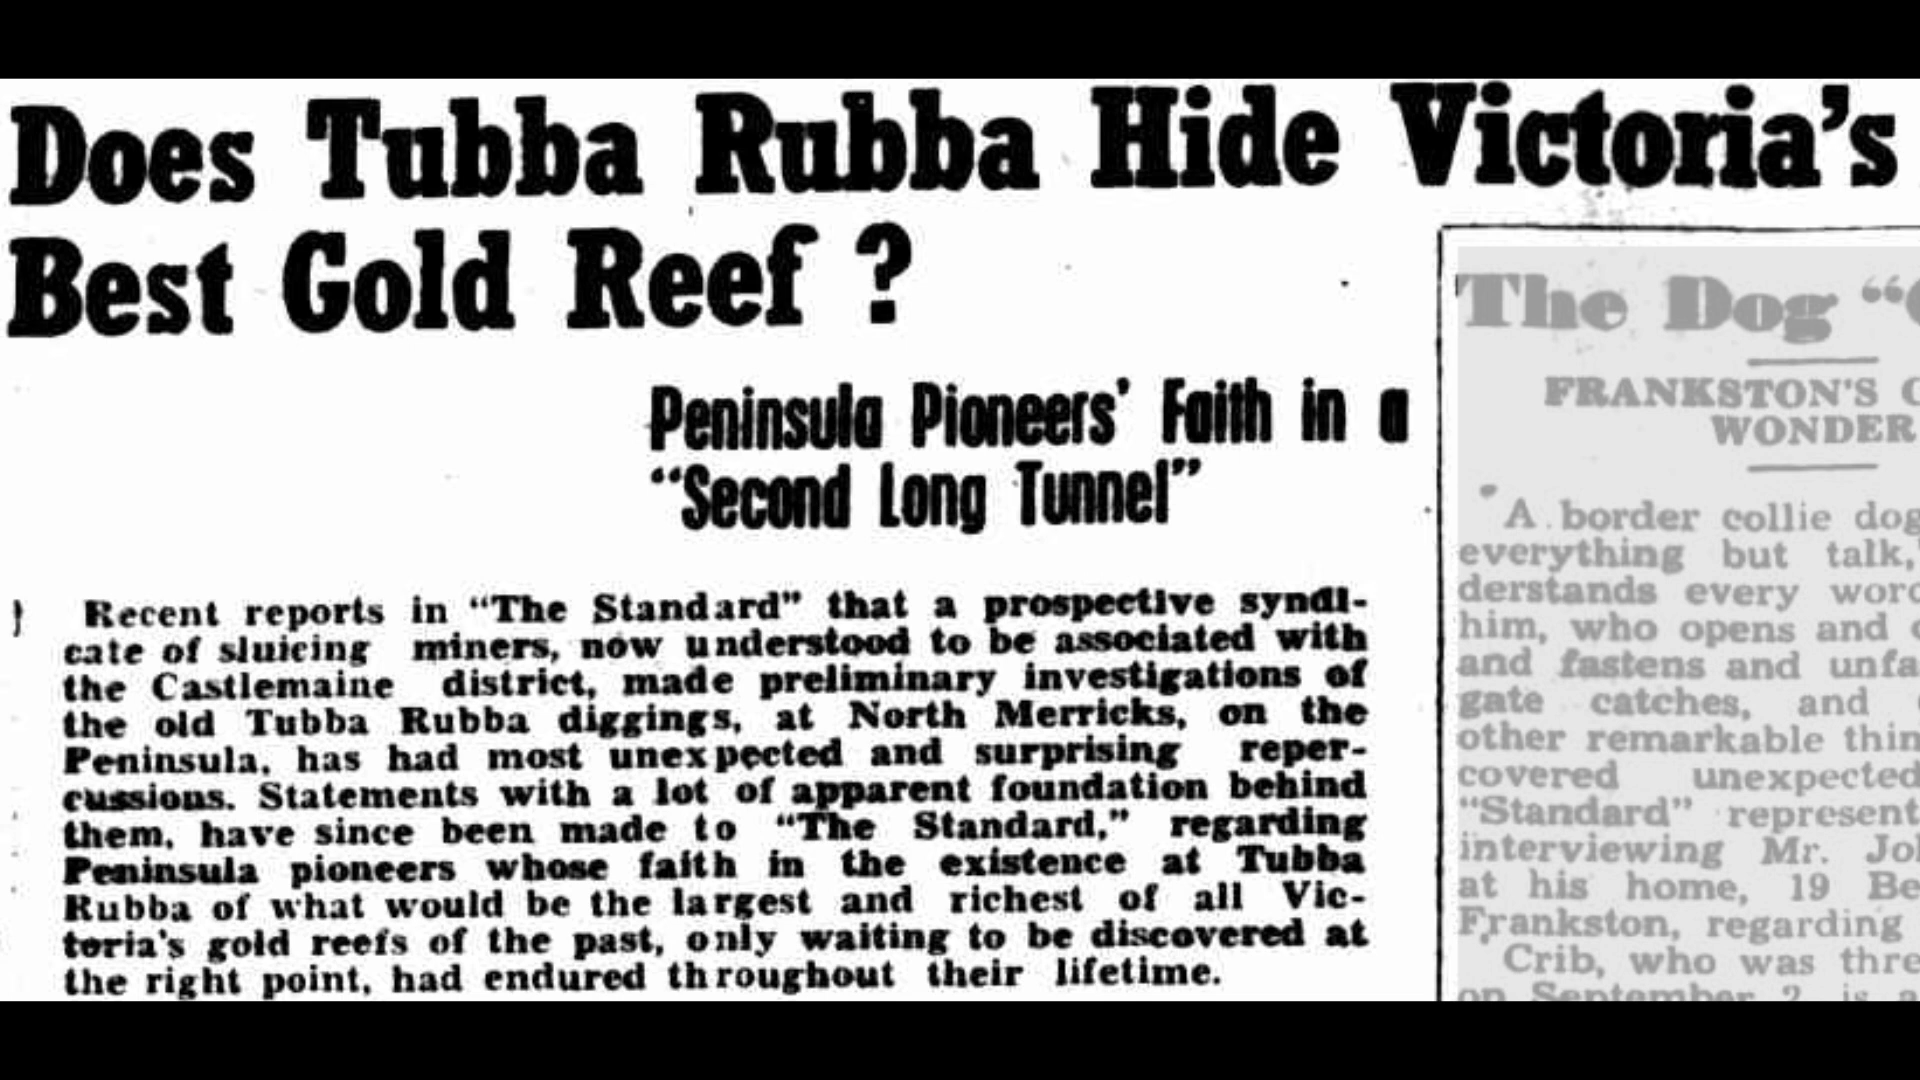 Does Tubba Rubba Hide Victoria's
Best Gold Reef ?
Peninsula Pioneers' Faith in a
"Second Long Tunnel"
Recent reports in "The Standard" that a prospective syndi-
cate of sluicing miners, now understood to be associated with
the Castlemaine district, made preliminary investigations of
the old Tubba Rubba diggings, at North Merricks, on the
Peninsula, has had most unexpected and surprising reper-
cussions. Statements with a lot of apparent foundation behind
them, have since been made to "The Standard," regarding
Peninsula pioneers whose faith in the existence at Tubba
Rubba of what would be the largest and richest of all Vic-
toria's gold reefs of the past, only waiting to be discovered at
the right point, had endured throughout their lifetime.
The Dog "
FRANKSTON'S
WONDER
A border collie dog
everything but talk,
derstands every
him, who opens and
and fastens and
gate catches, and
other remarkable
covered unexpected
"Standard"
interviewing Mr.
at his home, 19
Frankston, regarding
Crib, who was
on September 2, is